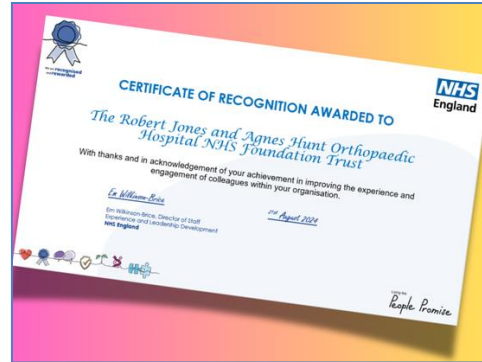 we are recognised
and rewarded
NHS
England
CERTIFICATE OF RECOGNITION AWARDED TO
The Robert Jones and Agnes Hunt Orthopaedic
Hospital NHS Foundation Trust
With thanks and in acknowledgement of your achievement in improving the experience and
engagement of colleagues within your organisation.
Em Wilkinson-Brice
21st August 2024
Em Wilkinson-Brice, Director of Staff
Experience and Leadership Development
NHS England
Living the
People Promise